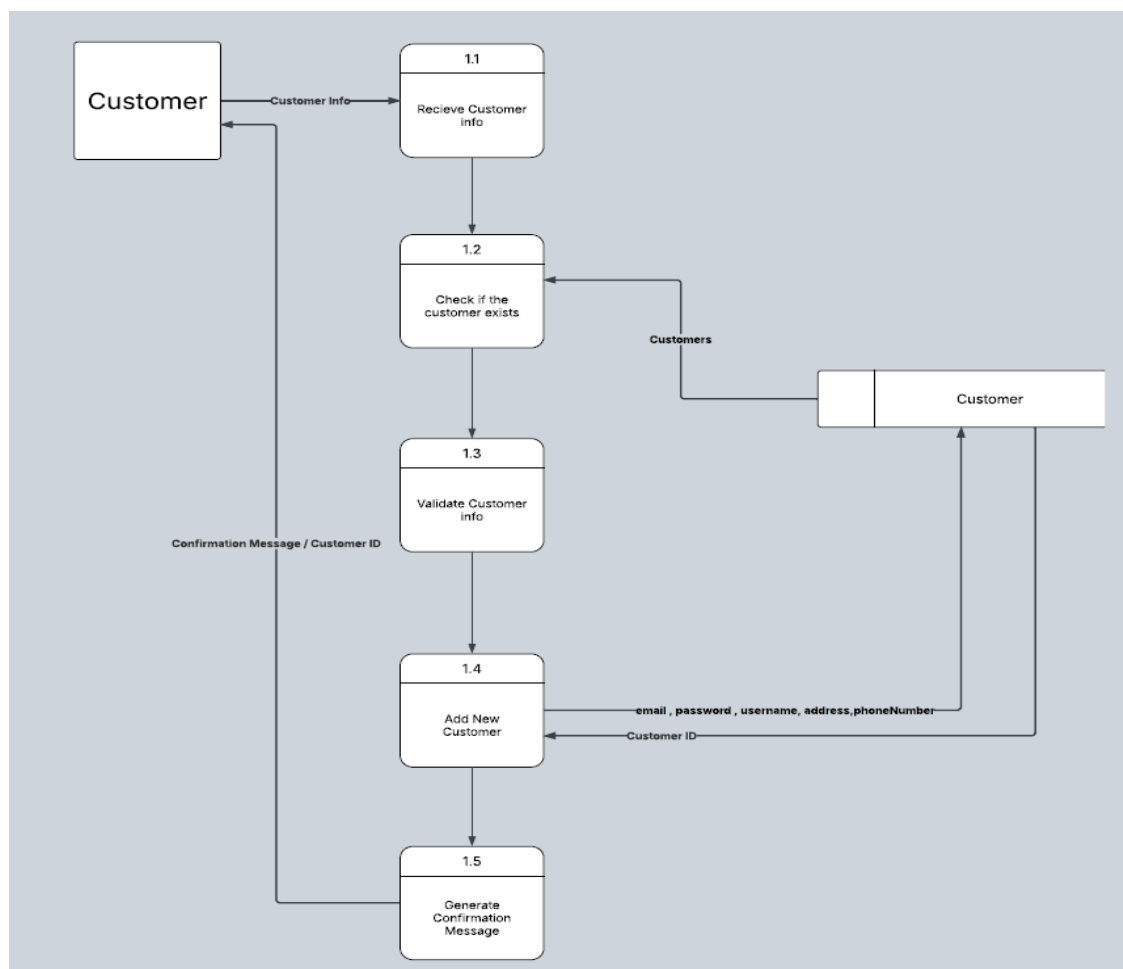 Customer
Customer Info
1.1
Recieve Customer
info
1.2
Check if the
customer exists
Customers
Customer
1.3
Validate Customer
info
Confirmation Message / Customer ID
1.4
Add New
Customer
email , password , username, address,phoneNumber
Customer ID
1.5
Generate
Confirmation
Message